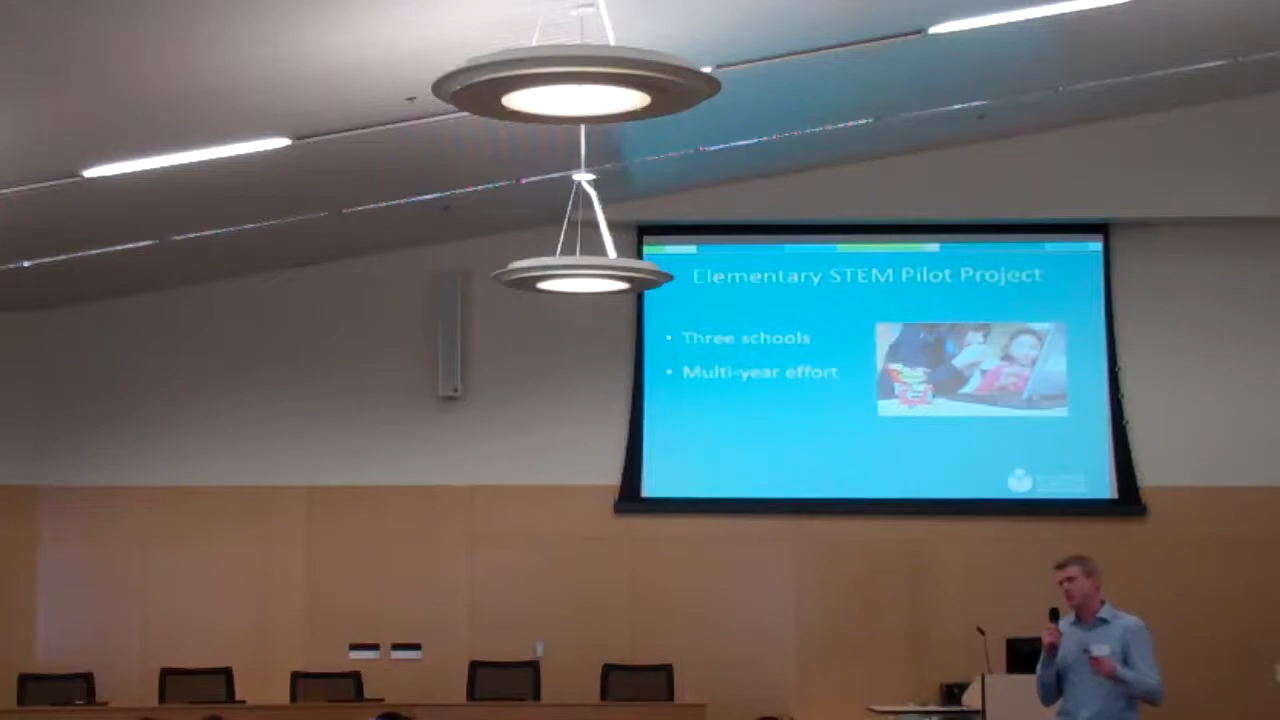 Elementary STEM Pilot Project
• Three schools
• Multi-year effort